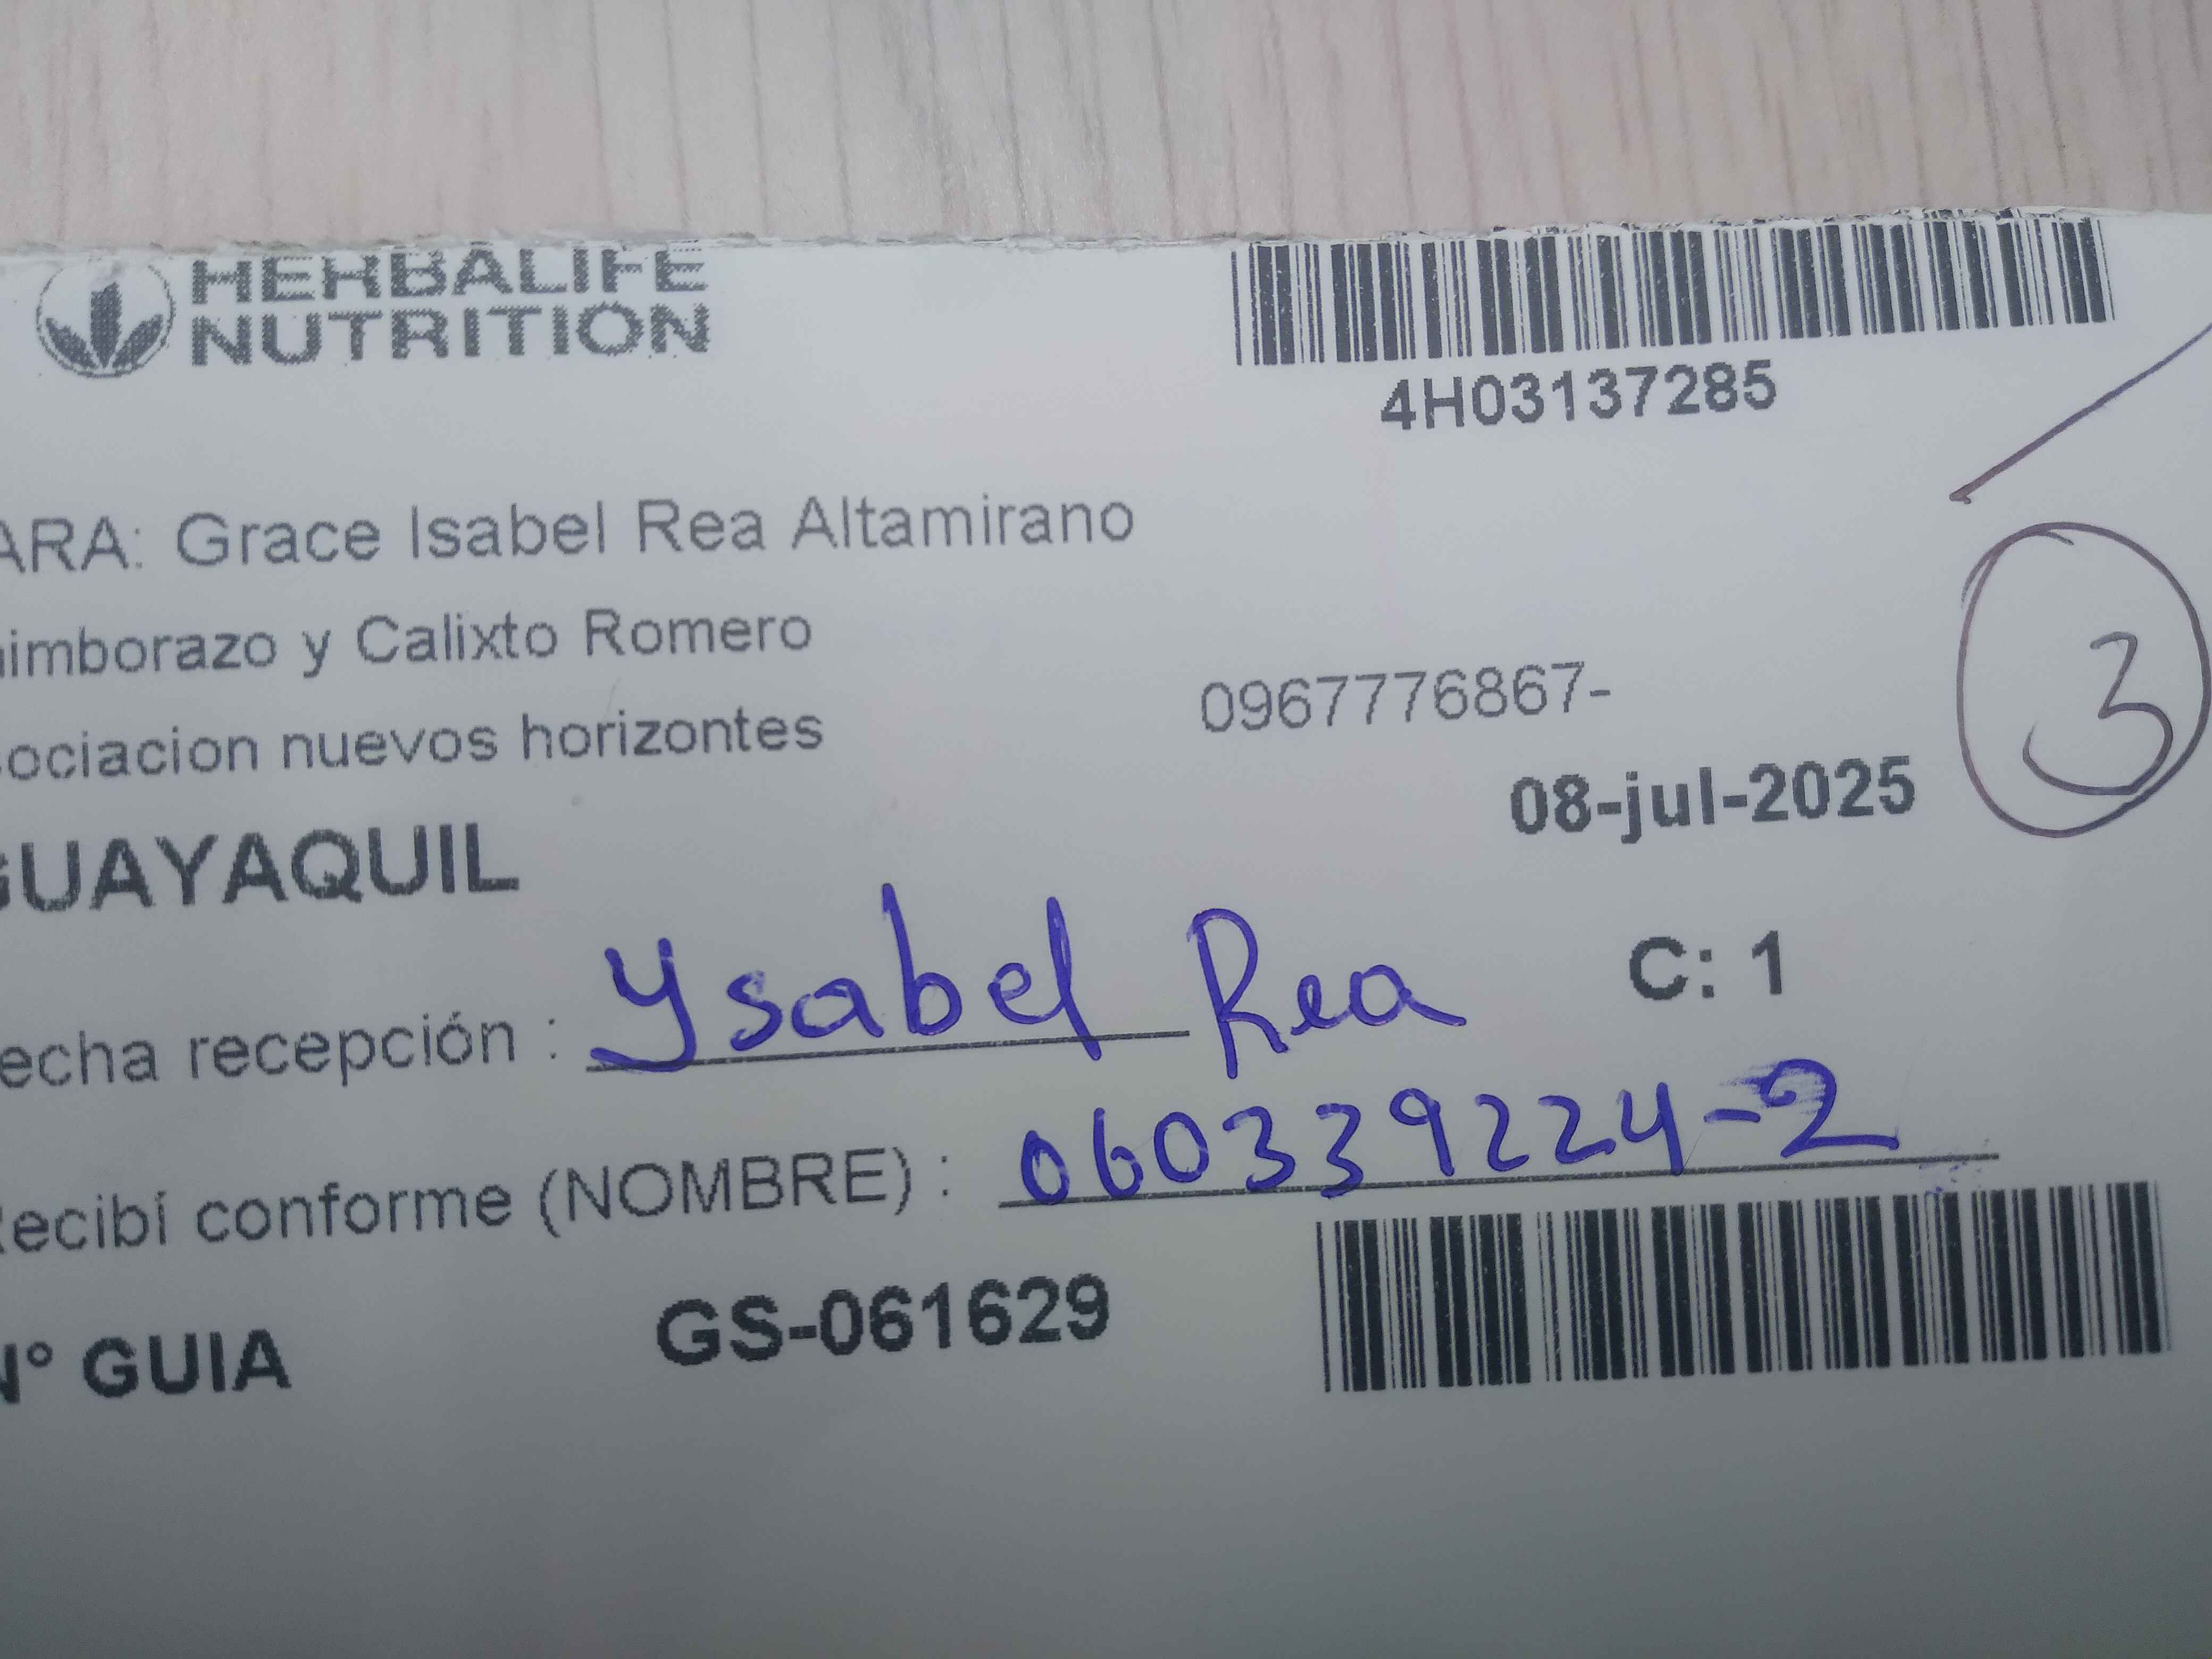 HERBALIFE
NUTRITION
4H03137285
ARA: Grace Isabel Rea Altamirano
imborazo y Calixto Romero
0967776867-
ociacion nuevos horizontes
08-jul-2025
3
GUAYAQUIL
C: 1
echa recepción : Ysabel Rea
Recibí conforme (NOMBRE) : 060339224-2
N° GUIA GS-061629